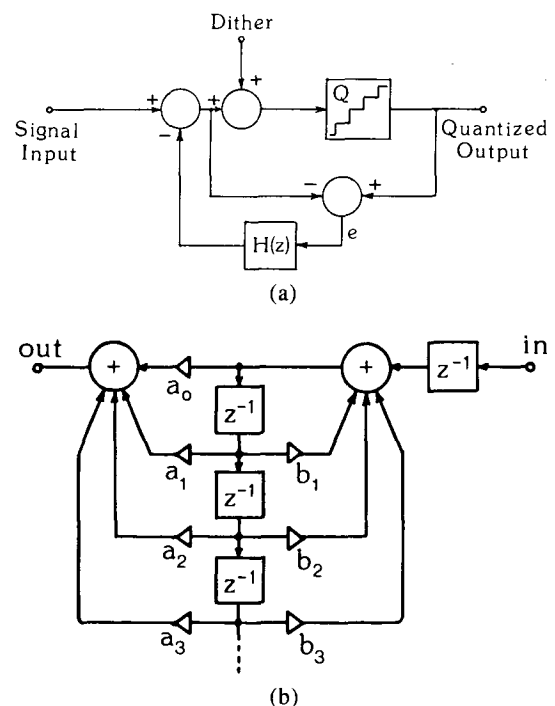 Dither
+
Q
+
+
−
Signal
Input
Quantized
Output
−
+
e
H(z)
(a)
out
in
+
+
z⁻¹
a₀
z⁻¹
a₁
b₁
z⁻¹
a₂
b₂
z⁻¹
a₃
b₃
(b)